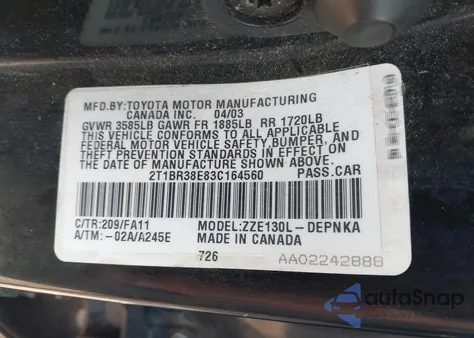 MFD.BY:TOYOTA MOTOR MANUFACTURING
CANADA INC. 04/03
GVWR 3585LB GAWR FR 1885LB RR 1720LB
THIS VEHICLE CONFORMS TO ALL APPLICABLE
FEDERAL MOTOR VEHICLE SAFETY,BUMPER, AND
THEFT PREVENTION STANDARDS IN EFFECT ON
THE DATE OF MANUFACTURE SHOWN ABOVE.
2T1BR38E83C164560 PASS.CAR
C/TR:209/FA11 MODEL:ZZE130L-DEPNKA
A/TM:-02A/A245E MADE IN CANADA
726 AA02242888
autoSnap